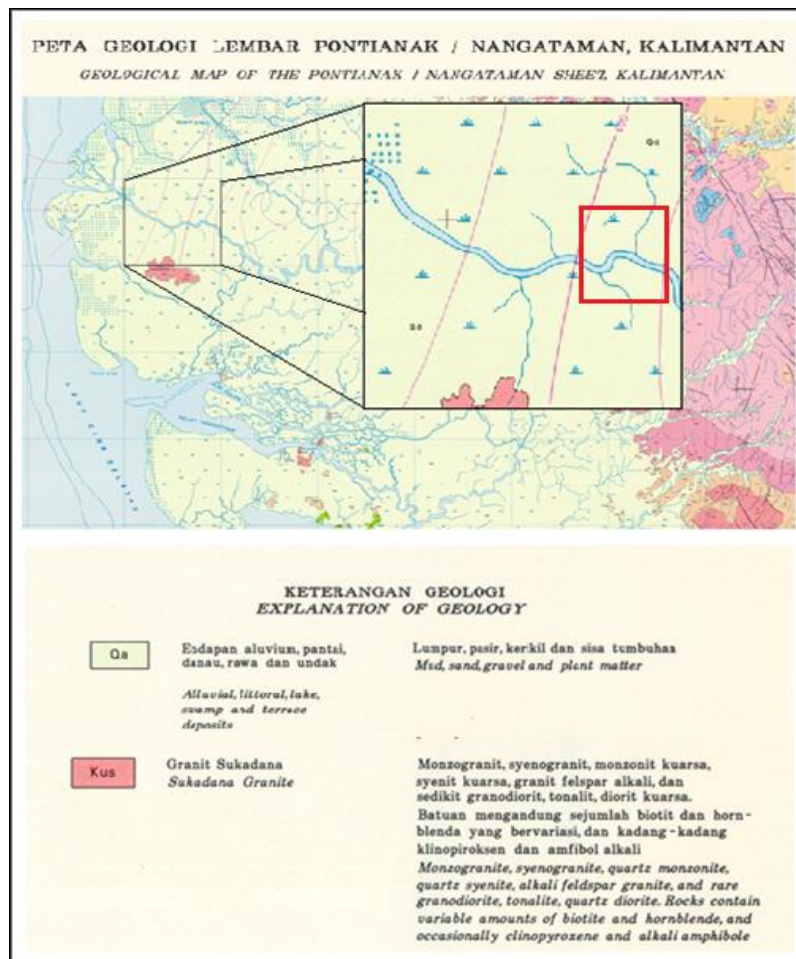 PETA GEOLOGI LEMBAR PONTIANAK / NANGATAMAN, KALIMANTAN
GEOLOGICAL MAP OF THE PONTIANAK / NANGATAMAN SHEET, KALIMANTAN
Qa
Qa
KETERANGAN GEOLOGI
EXPLANATION OF GEOLOGY
Qa
Endapan aluvium, pantai,
danau, rawa dan undak
Alluvial, littoral, lake,
swamp and terrace
deposits
Lumpur, pasir, kerikil dan sisa tumbuhan
Mud, sand, gravel and plant matter
Kus
Granit Sukadana
Sukadana Granite
Monzogranit, syenogranit, monzonit kuarsa,
syenit kuarsa, granit felspar alkali, dan
sedikit granodiorit, tonalit, diorit kuarsa.
Batuan mengandung sejumlah biotit dan horn-
blenda yang bervariasi, dan kadang-kadang
klinopiroksen dan amfibol alkali
Monzogranite, syenogranite, quartz monzonite,
quartz syenite, alkali feldspar granite, and rare
granodiorite, tonalite, quartz diorite. Rocks contain
variable amounts of biotite and hornblende, and
occasionally clinopyroxene and alkali amphibole